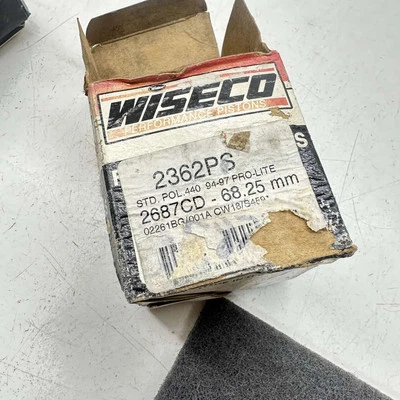 WISECO
PERFORMANCE PISTONS
2362PS
STD. POL 440 '94-'97 PRO-LITE
2687CD - 68.25 mm
S